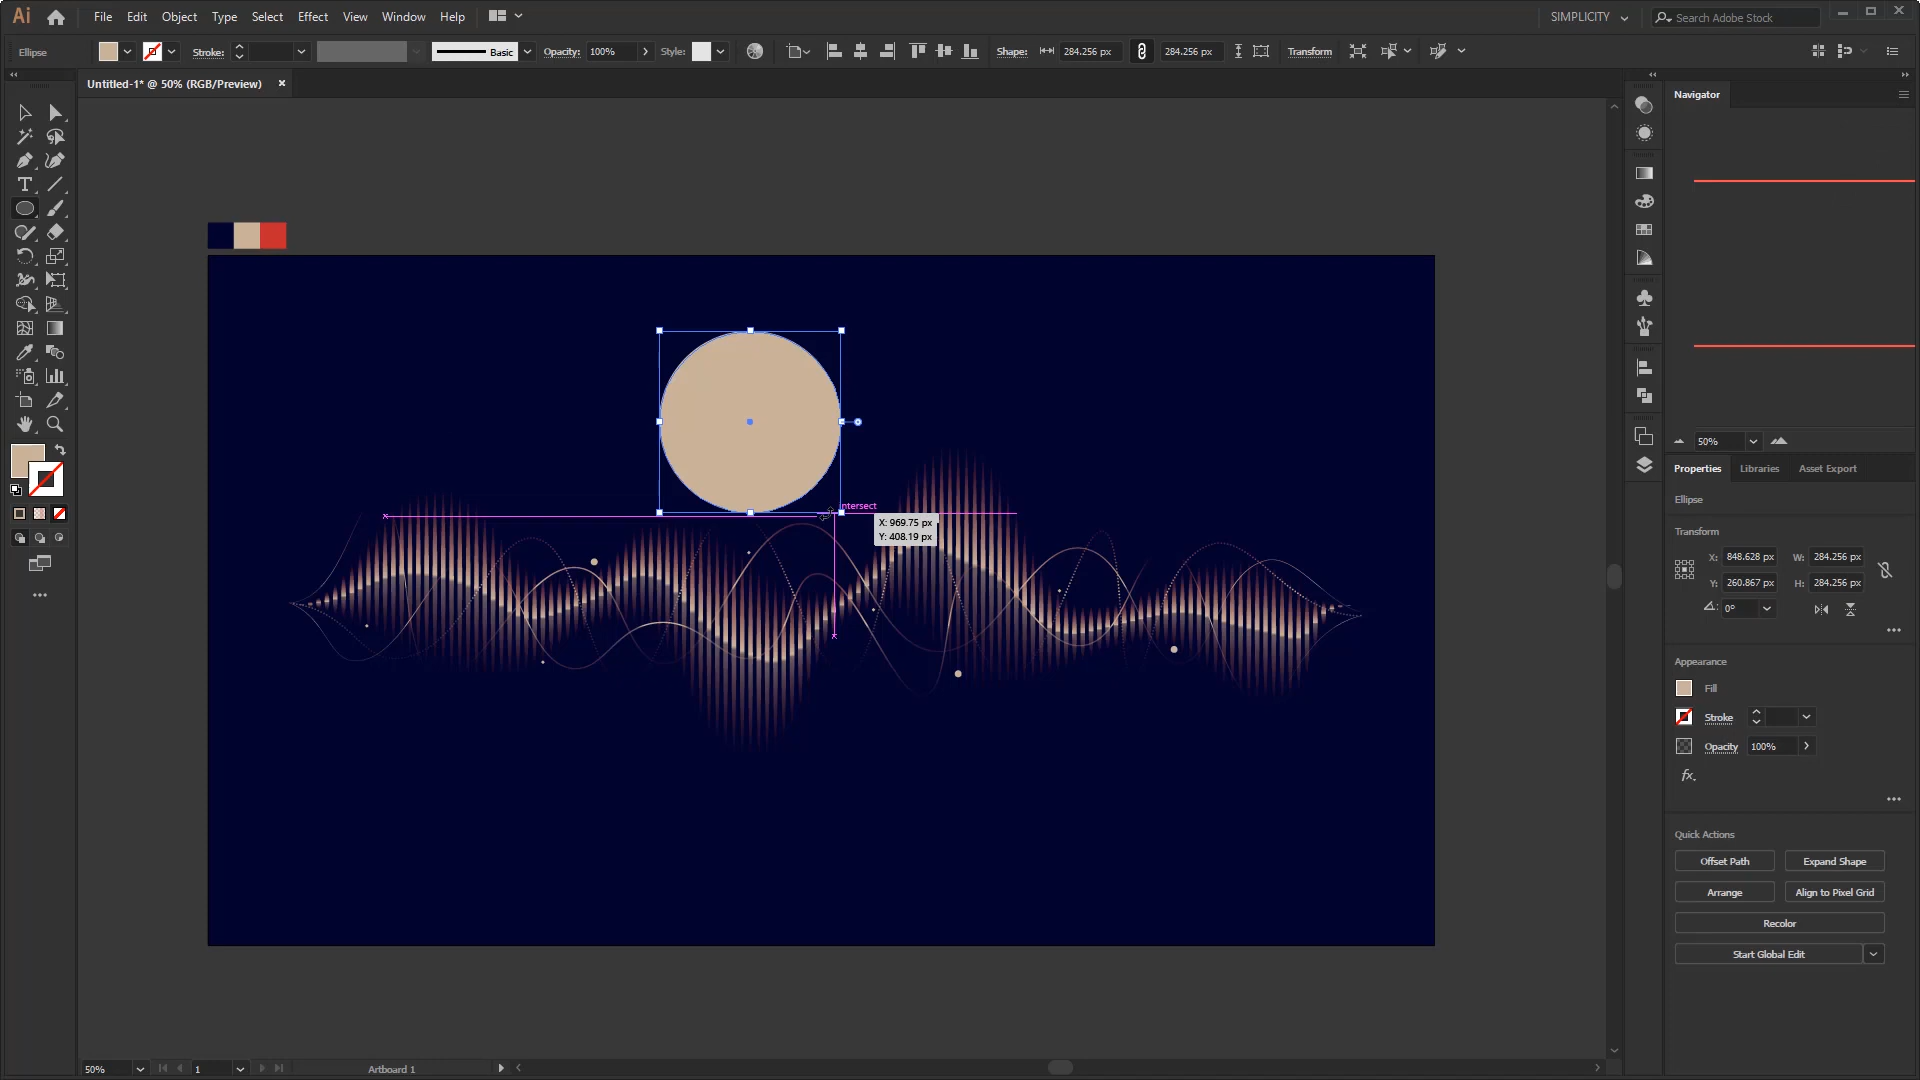 Ai File Edit Object Type Select Effect View Window Help SIMPLICITY Search Adobe Stock
Ellipse Stroke: Basic Opacity: 100% Style: Shape: 284.256 px 284.256 px Transform
Untitled-1* @ 50% (RGB/Preview)
Navigator
intersect
X: 969.75 px
Y: 408.19 px
50%
Properties Libraries Asset Export
Ellipse
Transform
X: 848.628 px W: 284.256 px
Y: 260.867 px H: 284.256 px
0°
Appearance
Fill
Stroke
Opacity 100%
fx.
Quick Actions
Offset Path Expand Shape
Arrange Align to Pixel Grid
Recolor
Start Global Edit
50% 1 Artboard 1